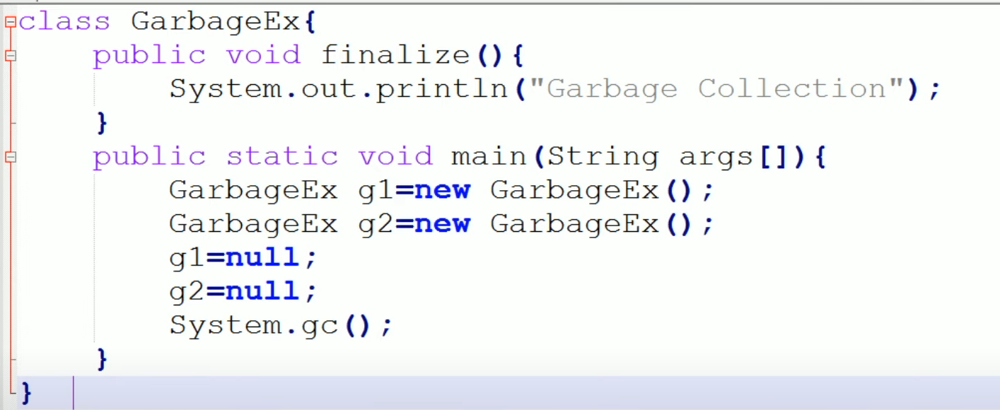 class GarbageEx{
public void finalize(){
System.out.println("Garbage Collection");
}
public static void main(String args[]){
GarbageEx g1=new GarbageEx();
GarbageEx g2=new GarbageEx();
g1=null;
g2=null;
System.gc();
}
}